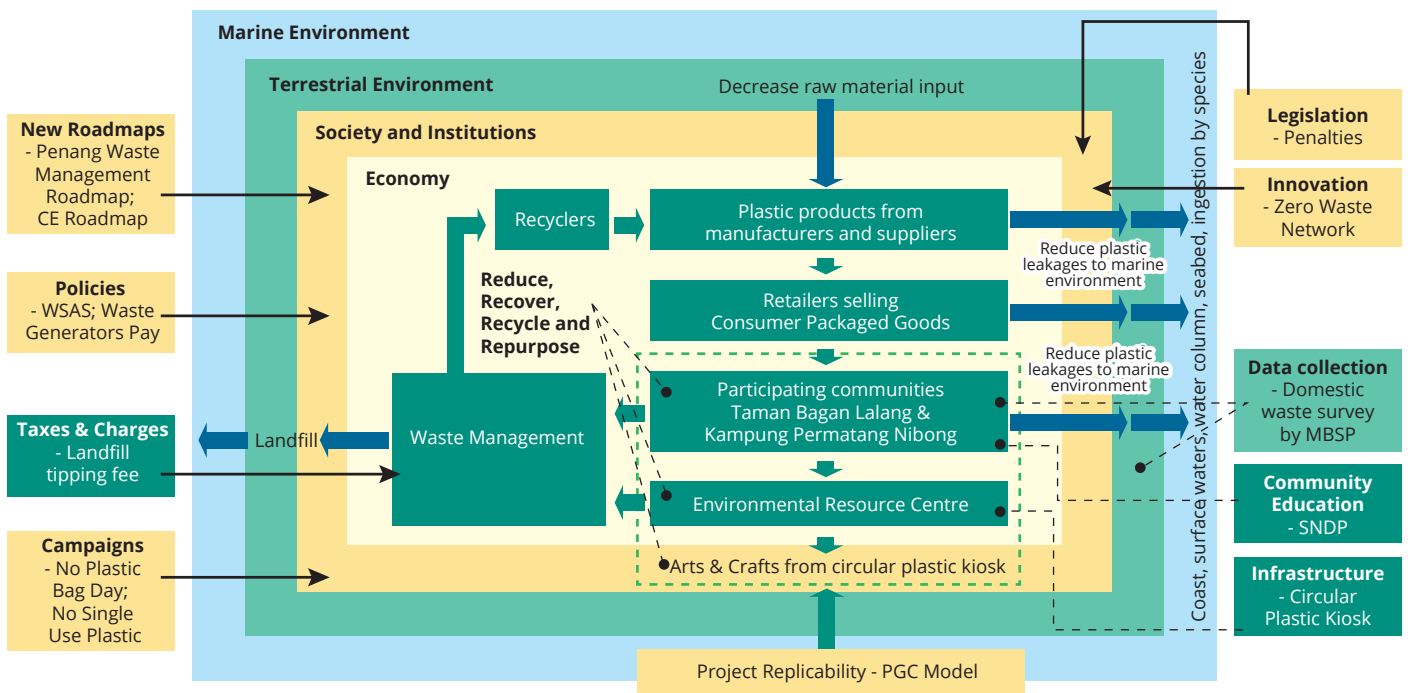 Marine Environment
Terrestrial Environment
Decrease raw material input
Society and Institutions
Economy
New Roadmaps
- Penang Waste
Management
Roadmap;
CE Roadmap
Policies
- WSAS; Waste
Generators Pay
Taxes & Charges
- Landfill
tipping fee
Campaigns
- No Plastic
Bag Day;
No Single
Use Plastic
Landfill
Recyclers
Reduce,
Recover,
Recycle and
Repurpose
Waste Management
Plastic products from
manufacturers and suppliers
Retailers selling
Consumer Packaged Goods
Participating communities
Taman Bagan Lalang &
Kampung Permatang Nibong
Environmental Resource Centre
Arts & Crafts from circular plastic kiosk
Project Replicability - PGC Model
Reduce plastic
leakages to marine
environment
Reduce plastic
leakages to marine
environment
Coast, surface waters, water column, seabed, ingestion by species
Legislation
- Penalties
Innovation
- Zero Waste
Network
Data collection
- Domestic
waste survey
by MBSP
Community
Education
- SNDP
Infrastructure
- Circular
Plastic Kiosk